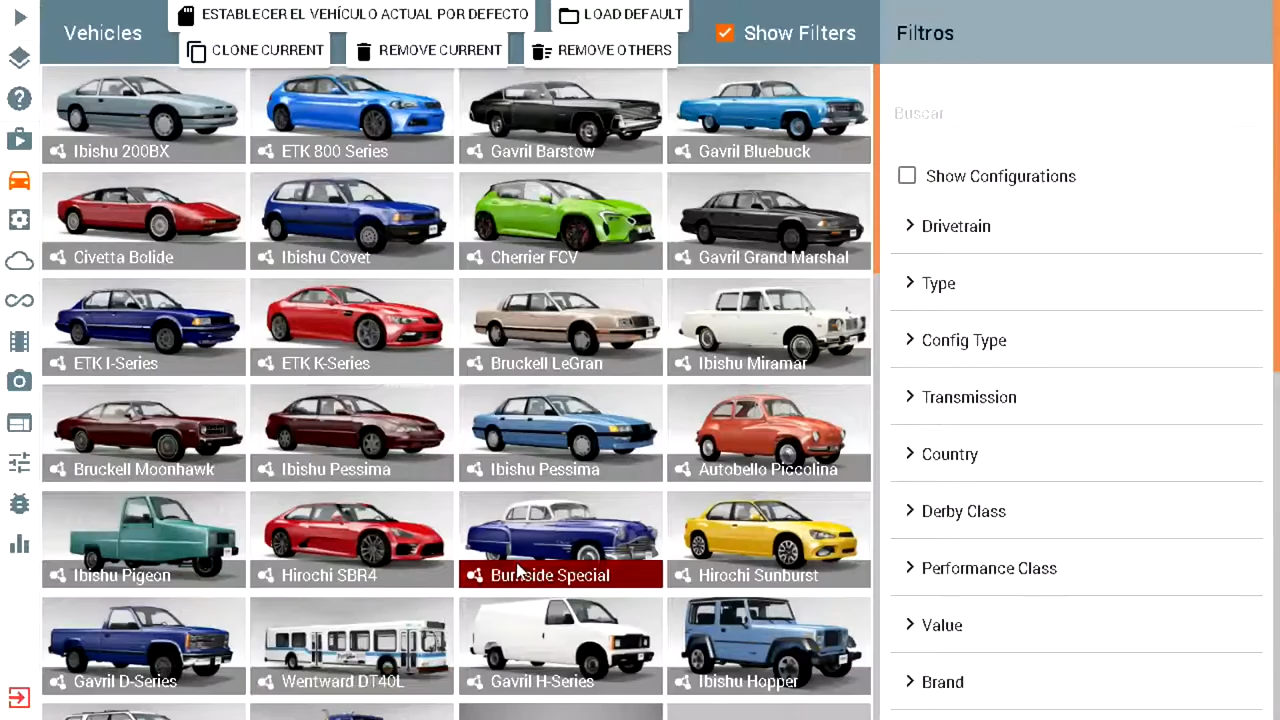 Vehicles
ESTABLECER EL VEHÍCULO ACTUAL POR DEFECTO
LOAD DEFAULT
CLONE CURRENT
REMOVE CURRENT
REMOVE OTHERS
Show Filters
Ibishu 200BX
ETK 800 Series
Gavril Barstow
Gavril Bluebuck
Civetta Bolide
Ibishu Covet
Cherrier FCV
Gavril Grand Marshal
ETK I-Series
ETK K-Series
Bruckell LeGran
Ibishu Miramar
Bruckell Moonhawk
Ibishu Pessima
Ibishu Pessima
Autobello Piccolina
Ibishu Pigeon
Hirochi SBR4
Burnside Special
Hirochi Sunburst
Gavril D-Series
Wentward DT40L
Gavril H-Series
Ibishu Hopper
Filtros
Buscar
Show Configurations
Drivetrain
Type
Config Type
Transmission
Country
Derby Class
Performance Class
Value
Brand